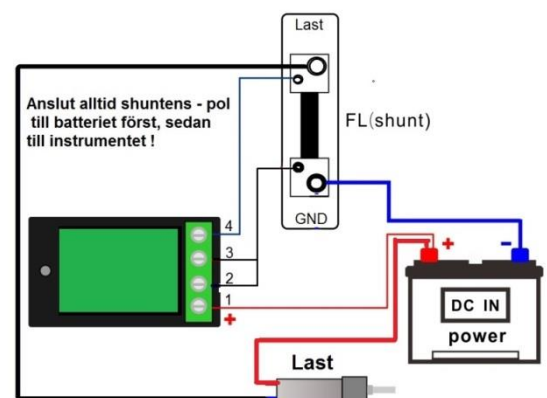 Last
Anslut alltid shuntens - pol
till batteriet först, sedan
till instrumentet !
FL(shunt)
GND
4
3
2
1
+
+
-
DC IN
power
Last